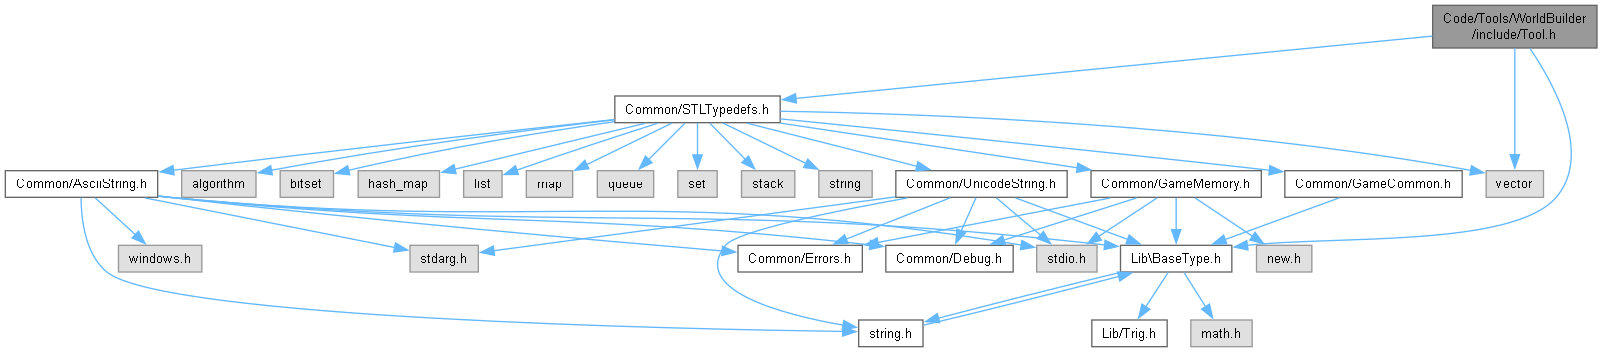 Code/Tools/WorldBuilder
/include/Tool.h
Common/STLTypedefs.h
Common/AsciiString.h
algorithm
bitset
hash_map
list
map
queue
set
stack
string
Common/UnicodeString.h
Common/GameMemory.h
Common/GameCommon.h
vector
windows.h
stdarg.h
Common/Errors.h
Common/Debug.h
stdio.h
Lib\BaseType.h
new.h
string.h
Lib/Trig.h
math.h